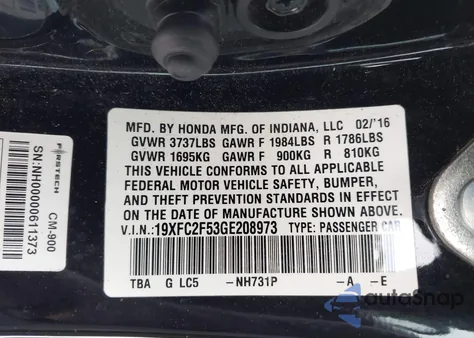 MFD. BY HONDA MFG. OF INDIANA, LLC 02/'16
GVWR 3737LBS GAWR F 1984LBS R 1786LBS
GVWR 1695KG GAWR F 900KG R 810KG
THIS VEHICLE CONFORMS TO ALL APPLICABLE
FEDERAL MOTOR VEHICLE SAFETY, BUMPER,
AND THEFT PREVENTION STANDARDS IN EFFECT
ON THE DATE OF MANUFACTURE SHOWN ABOVE.
V.I.N.:19XFC2F53GE208973 TYPE: PASSENGER CAR
TBA G LC5 -NH731P -A -E
FIRSTECH
CM-900
SN:NH00000611373
autoSnap